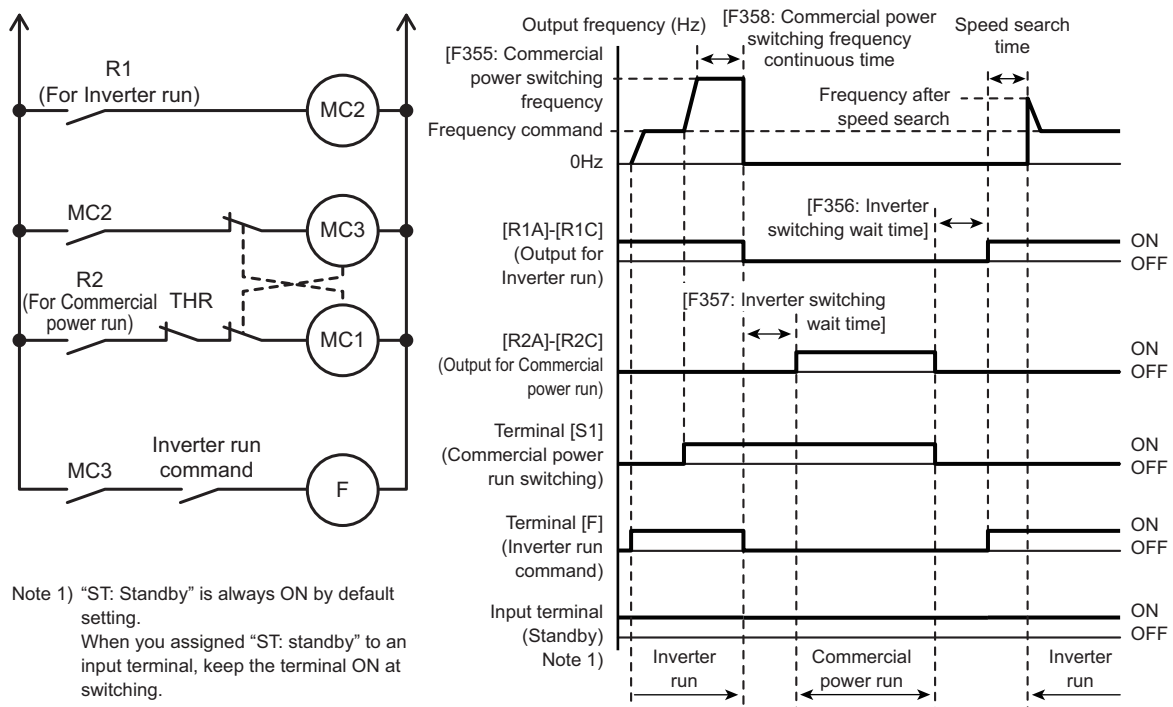 R1
(For Inverter run)
MC2
MC2
MC3
R2
(For Commercial
power run)
THR
MC1
MC3
Inverter run
command
F
Note 1) “ST: Standby” is always ON by default
setting.
When you assigned “ST: standby” to an
input terminal, keep the terminal ON at
switching.
Output frequency (Hz)
[F358: Commercial power
switching frequency
continuous time
Speed search
time
[F355: Commercial
power switching
frequency
Frequency after
speed search
Frequency command
0Hz
[F356: Inverter
switching wait time]
[R1A]-[R1C]
(Output for
Inverter run)
ON
OFF
[F357: Inverter switching
wait time]
[R2A]-[R2C]
(Output for Commercial
power run)
ON
OFF
Terminal [S1]
(Commercial power
run switching)
ON
OFF
Terminal [F]
(Inverter run
command)
ON
OFF
Input terminal
(Standby)
Note 1)
ON
OFF
Inverter
run
Commercial
power run
Inverter
run